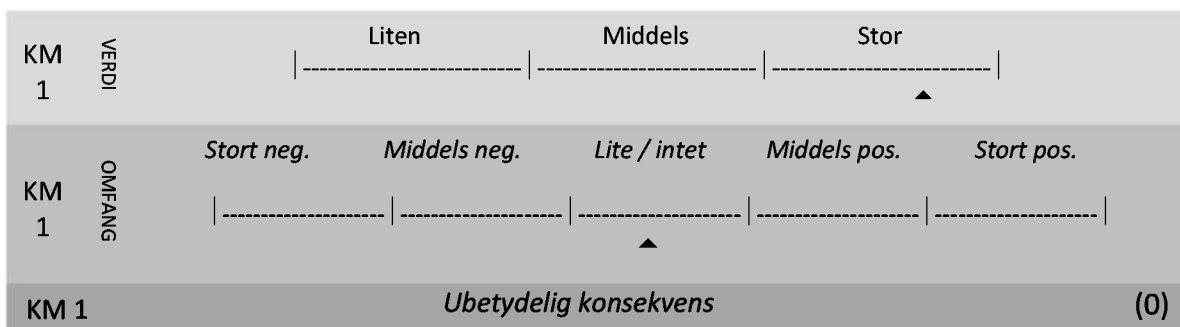 KM 1 VERDI
Liten Middels Stor
|------------------------------|-----------------------------|-----------------------------|
▲
KM 1 OMFANG
Stort neg. Middels neg. Lite / intet Middels pos. Stort pos.
|----------------------|----------------------|----------------------|----------------------|----------------------|
▲
KM 1 Ubetydelig konsekvens (0)